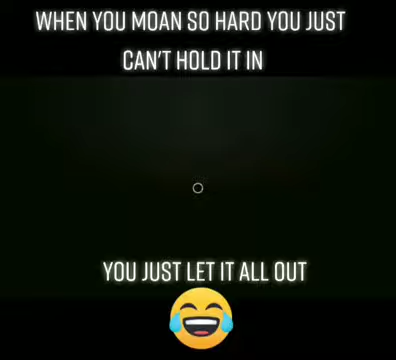 WHEN YOU MOAN SO HARD YOU JUST
CAN'T HOLD IT IN
YOU JUST LET IT ALL OUT